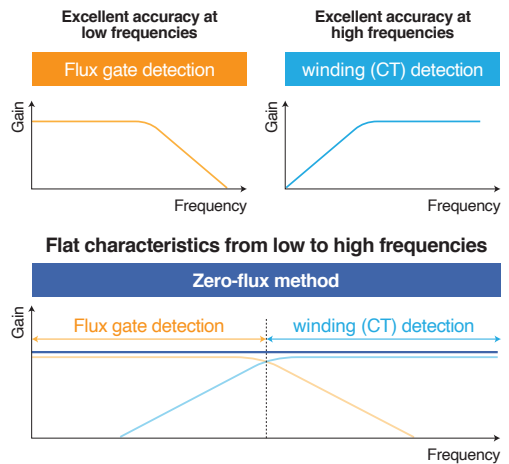 Excellent accuracy at
low frequencies
Flux gate detection
Gain
Frequency
Excellent accuracy at
high frequencies
winding (CT) detection
Gain
Frequency
Flat characteristics from low to high frequencies
Zero-flux method
Gain
Flux gate detection
winding (CT) detection
Frequency